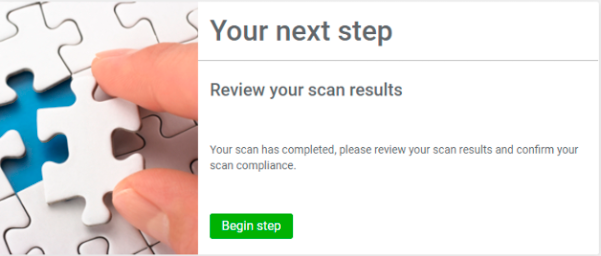 Your next step
Review your scan results
Your scan has completed, please review your scan results and confirm your
scan compliance.
Begin step